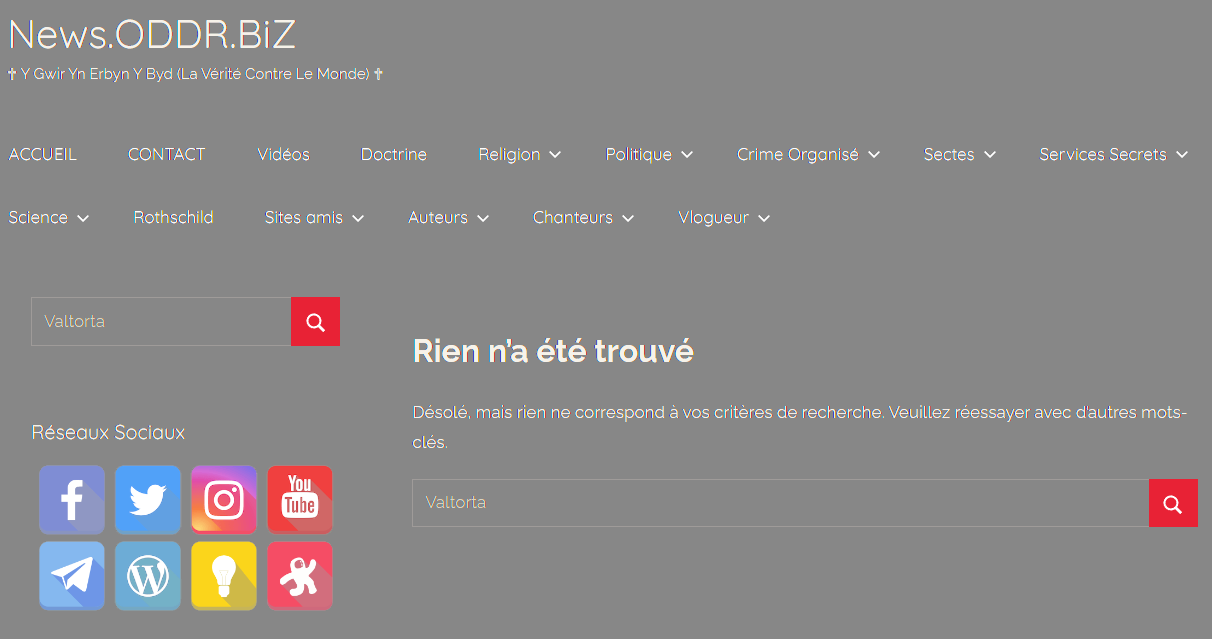 News.ODDR.BiZ
✝ Y Gwir Yn Erbyn Y Byd (La Vérité Contre Le Monde) ✝
ACCUEIL CONTACT Vidéos Doctrine Religion Politique Crime Organisé Sectes Services Secrets
Science Rothschild Sites amis Auteurs Chanteurs Vlogueur
Valtorta
Rien n'a été trouvé
Désolé, mais rien ne correspond à vos critères de recherche. Veuillez réessayer avec d'autres mots-
clés.
Valtorta
Réseaux Sociaux
You
Tube